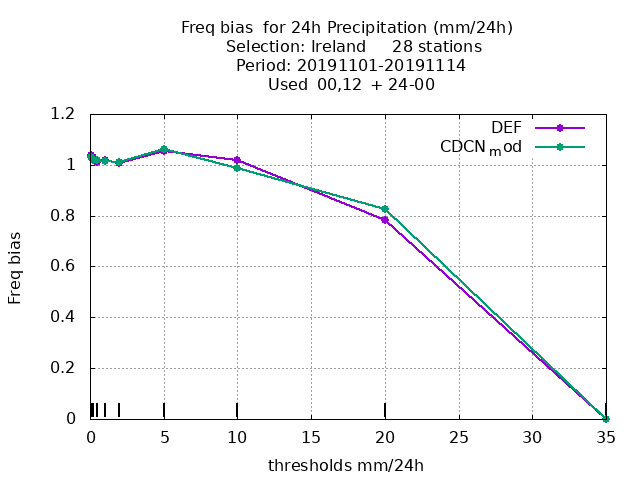 Freq bias  for 24h Precipitation (mm/24h)
Selection: Ireland     28 stations
Period: 20191101-20191114
Used  00,12  + 24-00
DEF
CDCN_mod
1.2
1
0.8
0.6
0.4
0.2
0
Freq bias
0 5 10 15 20 25 30 35
thresholds mm/24h